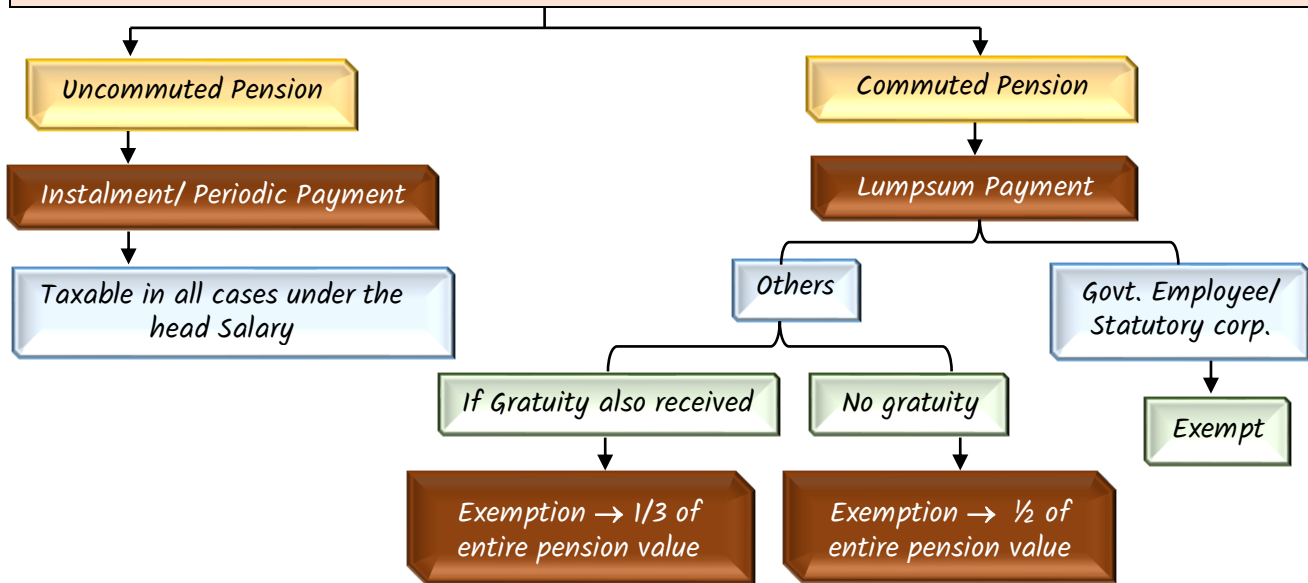 Uncommuted Pension
Commuted Pension
Instalment/ Periodic Payment
Lumpsum Payment
Taxable in all cases under the
head Salary
Others
Govt. Employee/
Statutory corp.
If Gratuity also received
No gratuity
Exempt
Exemption → 1/3 of
entire pension value
Exemption → ½ of
entire pension value